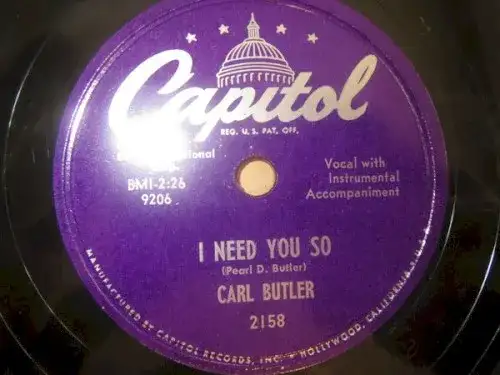 Capitol
REG. U.S. PAT. OFF.
BMI-2:26
9206
Vocal with
Instrumental
Accompaniment
I NEED YOU SO
(Pearl D. Butler)
CARL BUTLER
2158
MANUFACTURED BY CAPITOL RECORDS, INC. HOLLYWOOD, CALIFORNIA, U.S.A.